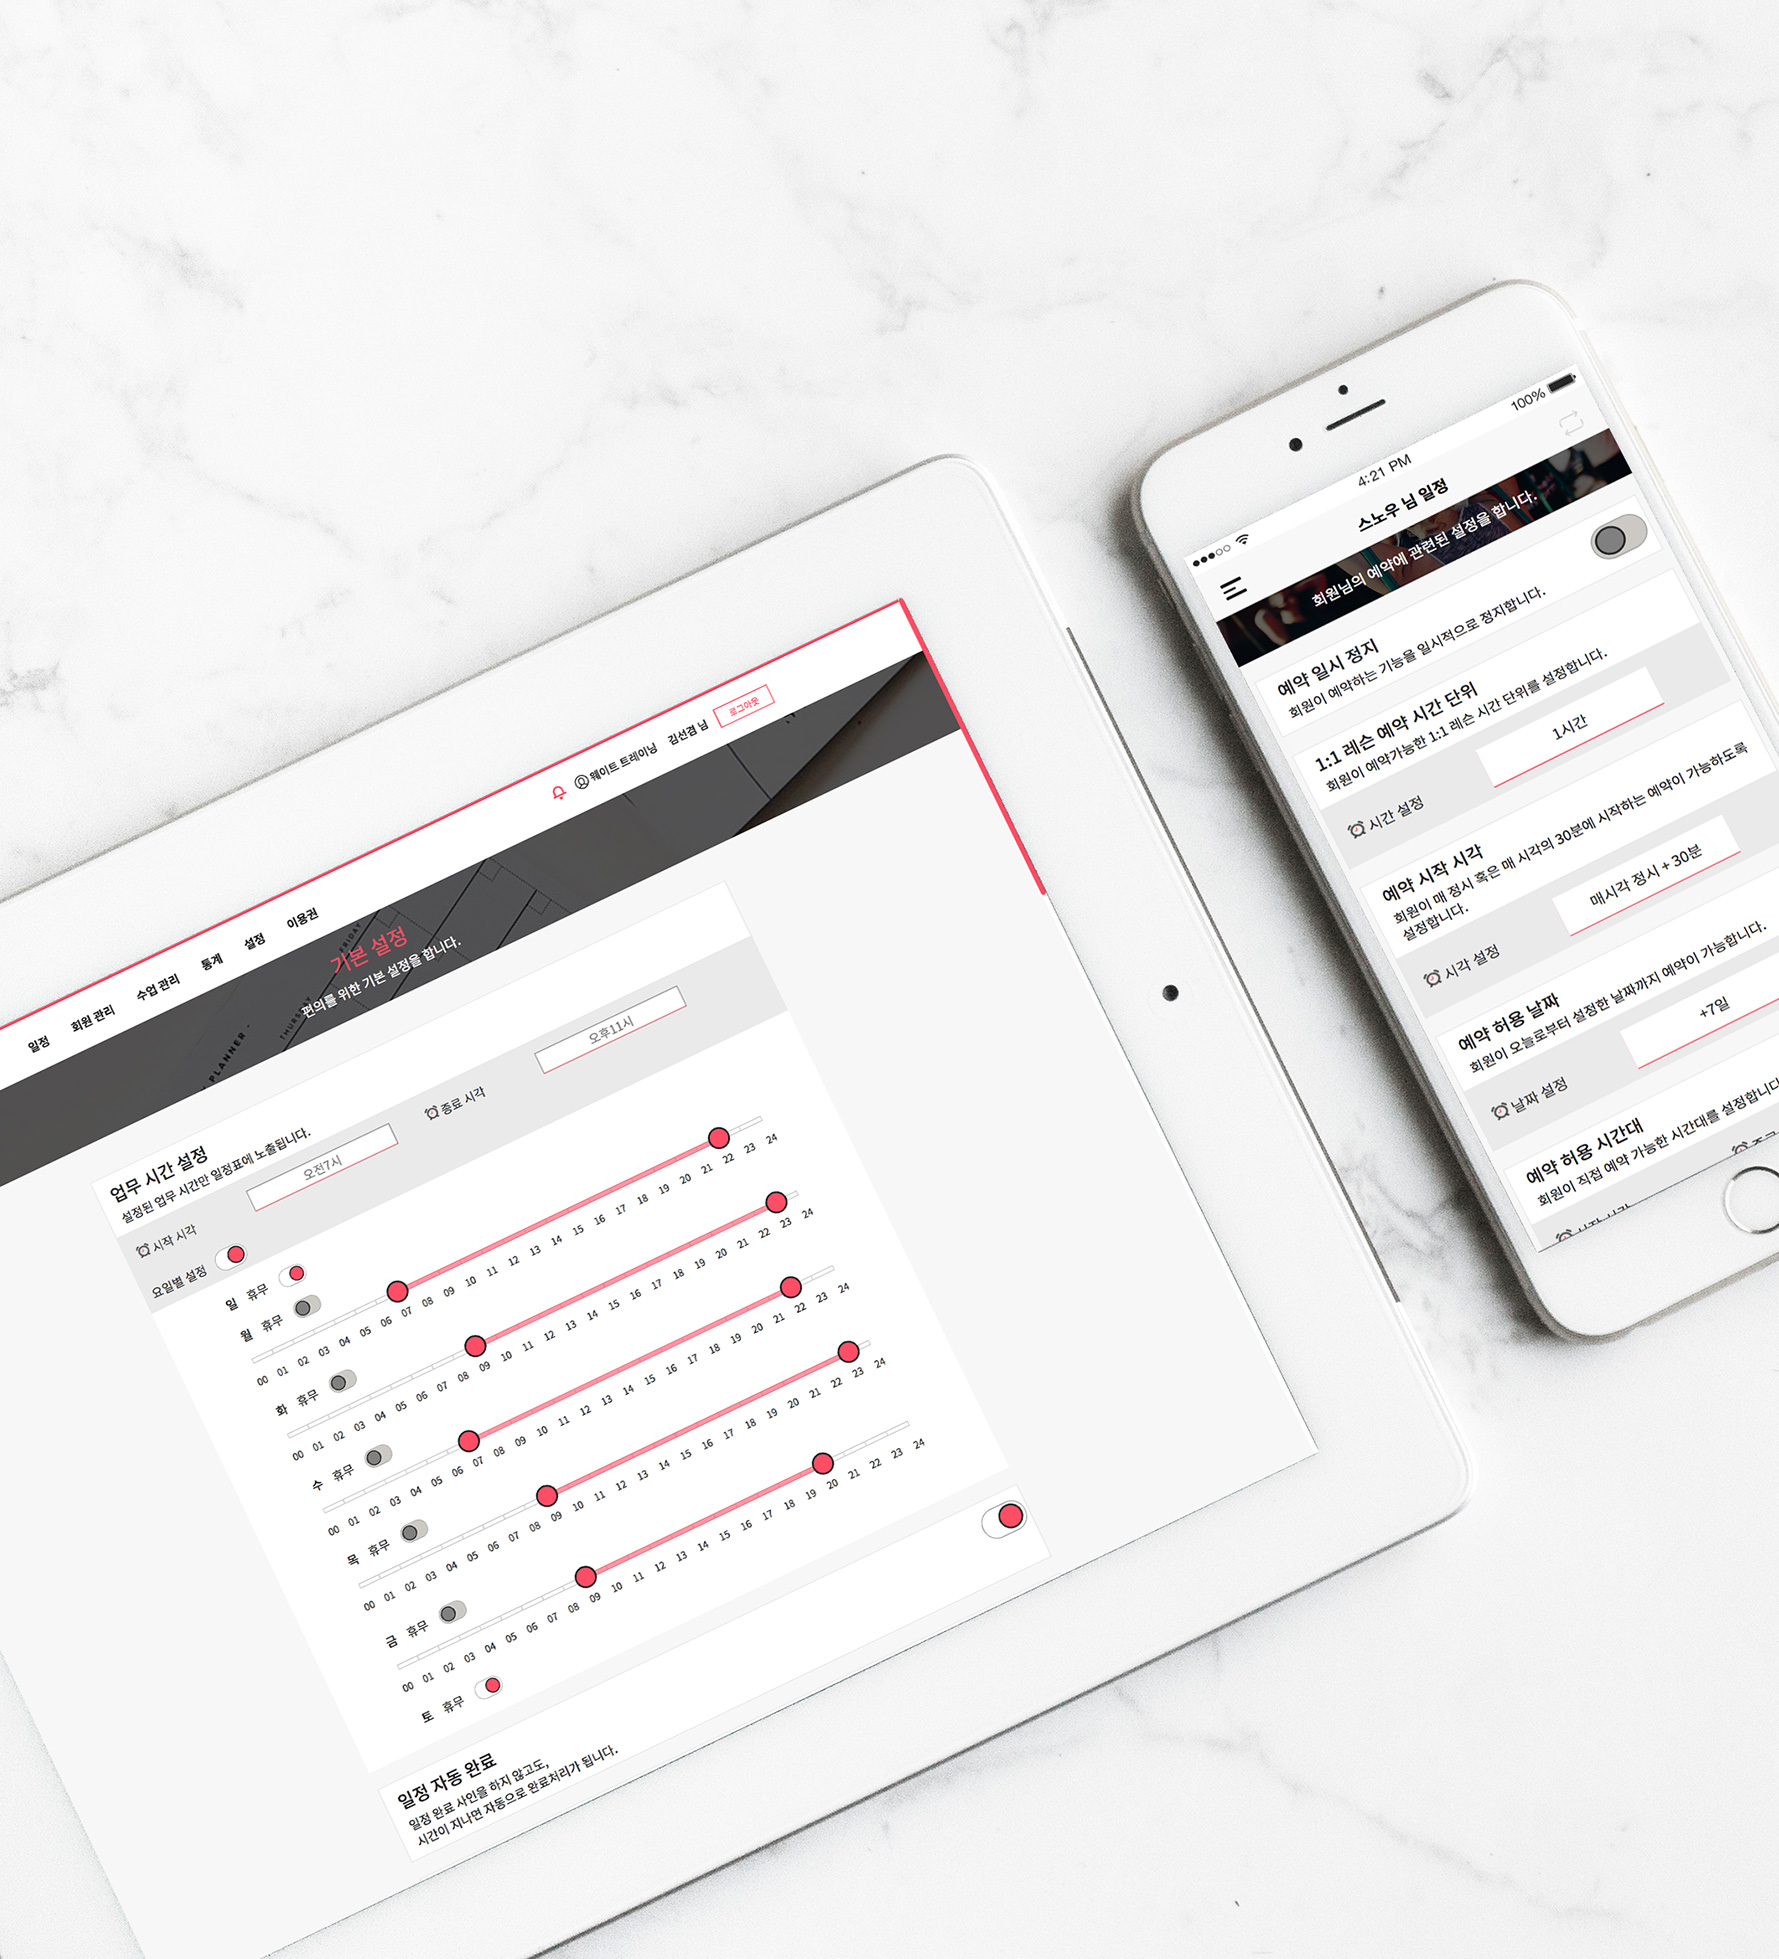 일정 회원 관리 수업 관리 통계 설정 이용권
웨이트 트레이닝 김선겸 님 로그아웃
기본 설정
편의를 위한 기본 설정을 합니다.
PLANNER
THURSDAY
FRIDAY
업무 시간 설정
설정된 업무 시간만 일정표에 노출됩니다.
시작 시각 오전7시 종료 시각 오후11시
요일별 설정
일 휴무
월 휴무
00 01 02 03 04 05 06 07 08 09 10 11 12 13 14 15 16 17 18 19 20 21 22 23 24
화 휴무
00 01 02 03 04 05 06 07 08 09 10 11 12 13 14 15 16 17 18 19 20 21 22 23 24
수 휴무
00 01 02 03 04 05 06 07 08 09 10 11 12 13 14 15 16 17 18 19 20 21 22 23 24
목 휴무
00 01 02 03 04 05 06 07 08 09 10 11 12 13 14 15 16 17 18 19 20 21 22 23 24
금 휴무
00 01 02 03 04 05 06 07 08 09 10 11 12 13 14 15 16 17 18 19 20 21 22 23 24
토 휴무
일정 자동 완료
일정 완료 사인을 하지 않고도,
시간이 지나면 자동으로 완료처리가 됩니다.
4:21 PM
100%
스노우 님 일정
회원님의 예약에 관련된 설정을 합니다.
예약 일시 정지
회원이 예약하는 기능을 일시적으로 정지합니다.
1:1 레슨 예약 시간 단위
회원이 예약가능한 1:1 레슨 시간 단위를 설정합니다.
시간 설정 1시간
예약 시작 시각
회원이 매 정시 혹은 매 시각의 30분에 시작하는 예약이 가능하도록
설정합니다.
시각 설정 매시각 정시 + 30분
예약 허용 날짜
회원이 오늘로부터 설정한 날짜까지 예약이 가능합니다.
날짜 설정 +7일
예약 허용 시간대
회원이 직접 예약 가능한 시간대를 설정합니다